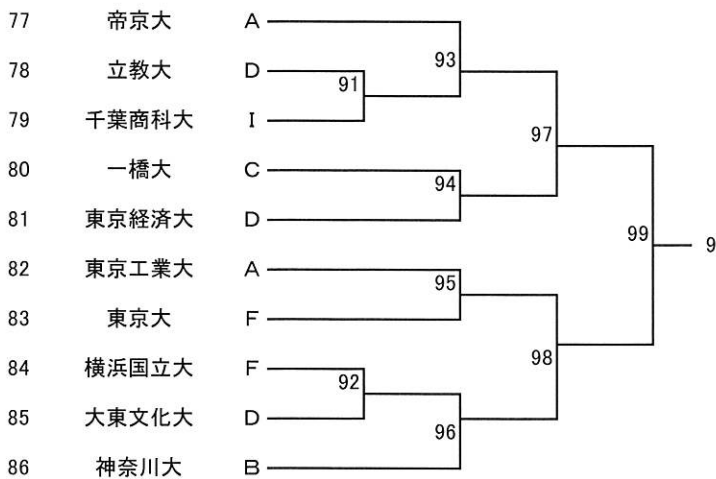 77 帝京大 A
93
78 立教大 D
91
79 千葉商科大 I
97
80 一橋大 C
94
81 東京経済大 D
99 9
82 東京工業大 A
95
83 東京大 F
98
84 横浜国立大 F
92
85 大東文化大 D
96
86 神奈川大 B